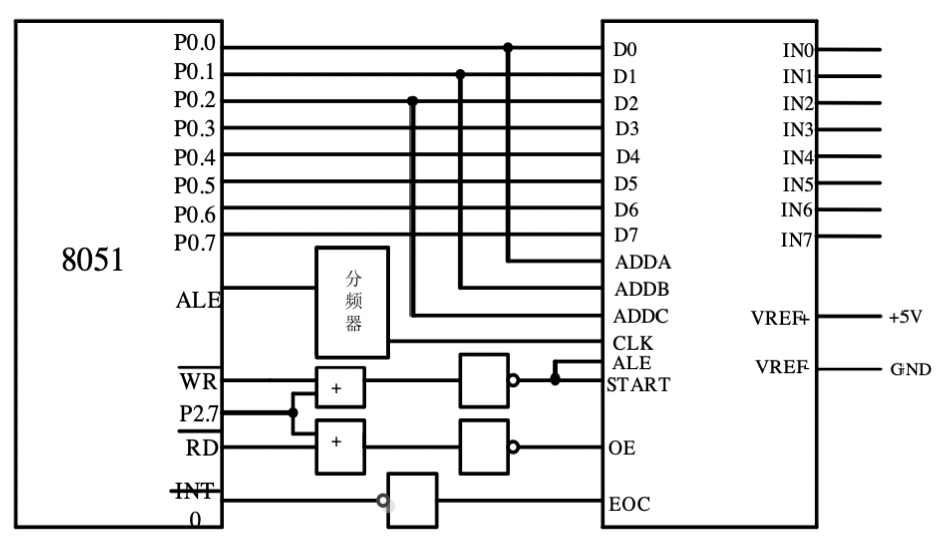 P0.0
P0.1
P0.2
P0.3
P0.4
P0.5
P0.6
P0.7
8051
ALE
WR
P2.7
RD
INT
0
分
频
器
+
+
D0
D1
D2
D3
D4
D5
D6
D7
ADDA
ADDB
ADDC
CLK
ALE
START
OE
EOC
IN0
IN1
IN2
IN3
IN4
IN5
IN6
IN7
VREF+
+5V
VREF-
GND